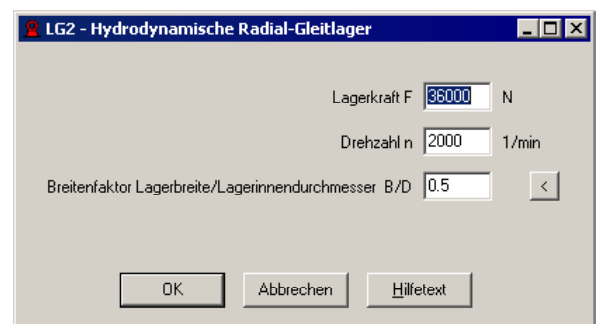 LG2 - Hydrodynamische Radial-Gleitlager
Lagerkraft F 36000 N
Drehzahl n 2000 1/min
Breitenfaktor Lagerbreite/Lagerinnendurchmesser B/D 0.5 <
OK Abbrechen Hilfetext